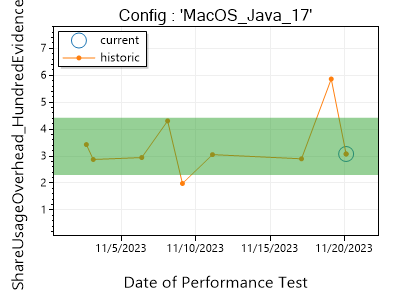 Config : 'MacOS_Java_17'
current
historic
ShareUsageOverhead_HundredEvidence
7
6
5
4
3
2
1
11/5/2023
11/10/2023
11/15/2023
11/20/2023
Date of Performance Test